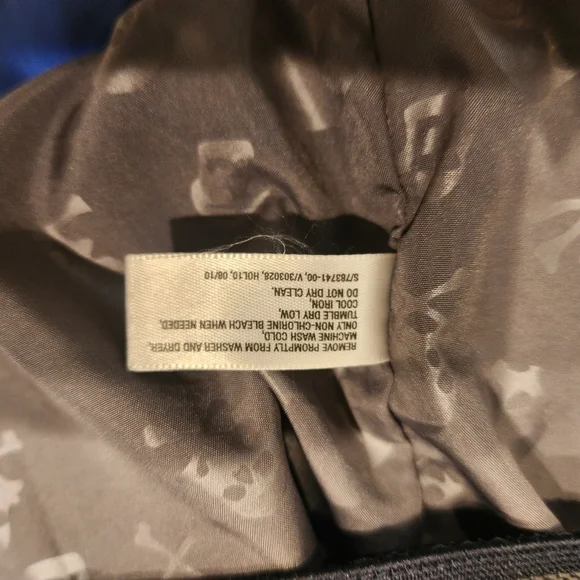 REMOVE PROMPTLY FROM WASHER AND DRYER.
MACHINE WASH COLD,
ONLY NON-CHLORINE BLEACH WHEN NEEDED,
TUMBLE DRY LOW,
COOL IRON,
DO NOT DRY CLEAN.
S/783741-00, V/303028, HOL10, 08/10